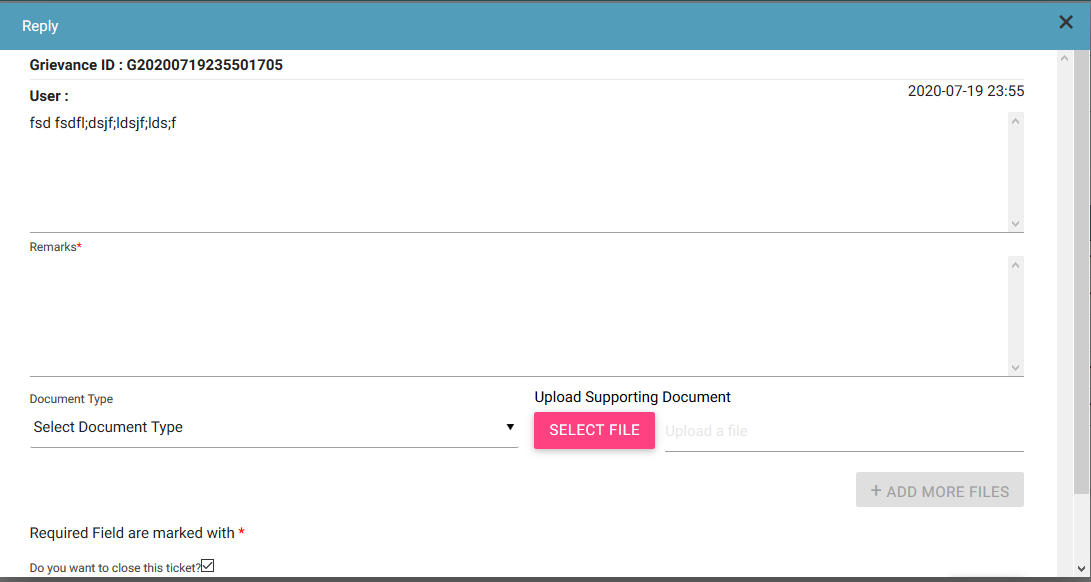 Reply
Grievance ID : G20200719235501705
User :
2020-07-19 23:55
fsd fsdfl;dsjf;ldsjf;lds;f
Remarks*
Document Type
Upload Supporting Document
Select Document Type
SELECT FILE
Upload a file
+ ADD MORE FILES
Required Field are marked with *
Do you want to close this ticket?